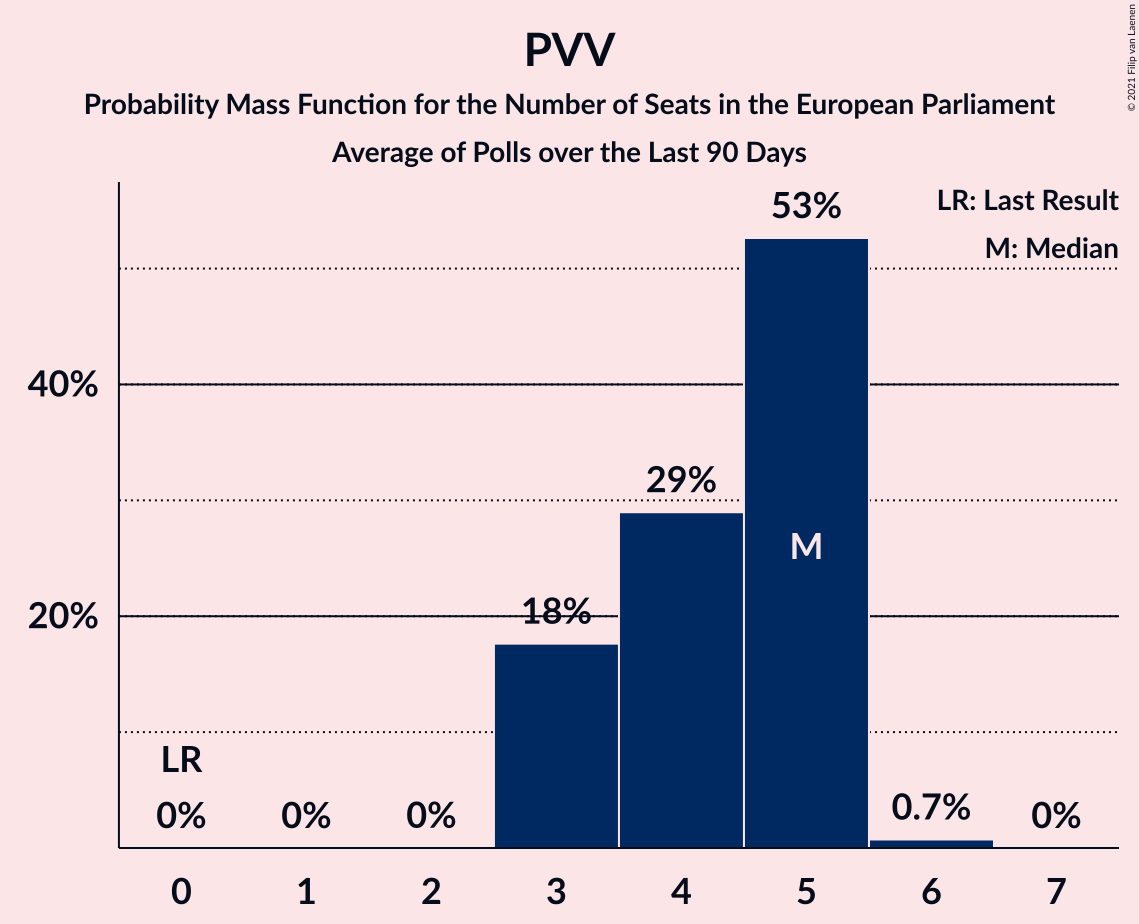 PVV
Probability Mass Function for the Number of Seats in the European Parliament
Average of Polls over the Last 90 Days
© 2021 Filip van Laenen
LR: Last Result
M: Median
53%
40%
29%
M
20%
18%
LR
0%
0%
0%
0.7%
0%
0
1
2
3
4
5
6
7